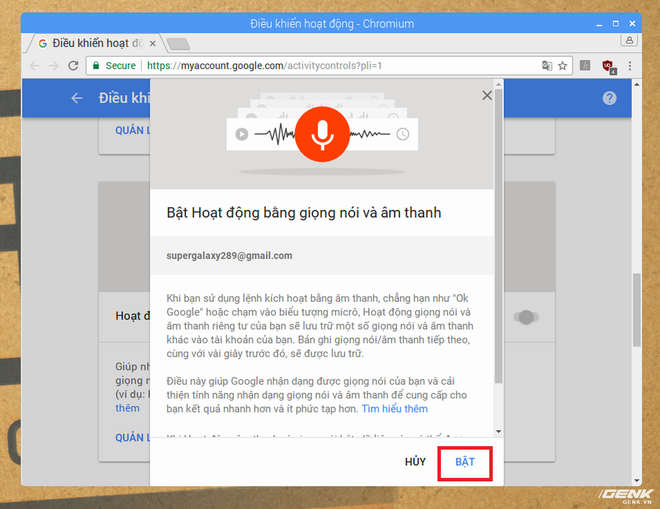 Điều khiển hoạt động - Chromium
Điều khiển hoạt độ
Secure https://myaccount.google.com/activitycontrols?pli=1
Điều khi
QUẢN L
Bật Hoạt động bằng giọng nói và âm thanh
supergalaxy289@gmail.com
Khi bạn sử dụng lệnh kích hoạt bằng âm thanh, chẳng hạn như "Ok
Google" hoặc chạm vào biểu tượng micrô, Hoạt động giọng nói và
âm thanh riêng tư của bạn sẽ lưu trữ một số giọng nói và âm thanh
khác vào tài khoản của bạn. Bản ghi giọng nói/âm thanh tiếp theo,
cùng với vài giây trước đó, sẽ được lưu trữ.
Hoạt đ
Giúp nh
giọng n
(ví dụ: k
thêm
Điều này giúp Google nhận dạng được giọng nói của bạn và cải
thiện tính năng nhận dạng giọng nói và âm thanh để cung cấp cho
bạn kết quả nhanh hơn và ít phức tạp hơn. Tìm hiểu thêm
QUẢN L
HỦY BẬT
GENK
GENK.VN